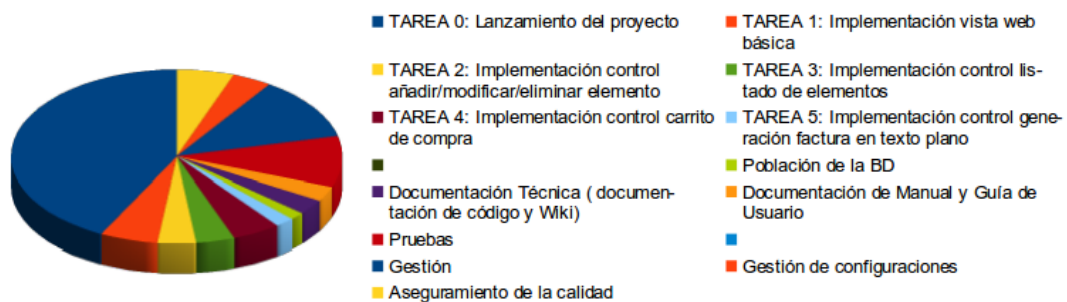 TAREA 0: Lanzamiento del proyecto
TAREA 1: Implementación vista web
básica
TAREA 2: Implementación control
añadir/modificar/eliminar elemento
TAREA 3: Implementación control lis-
tado de elementos
TAREA 4: Implementación control carrito
de compra
TAREA 5: Implementación control gene-
ración factura en texto plano
Población de la BD
Documentación Técnica ( documen-
tación de código y Wiki)
Documentación de Manual y Guía de
Usuario
Pruebas
Gestión
Gestión de configuraciones
Aseguramiento de la calidad